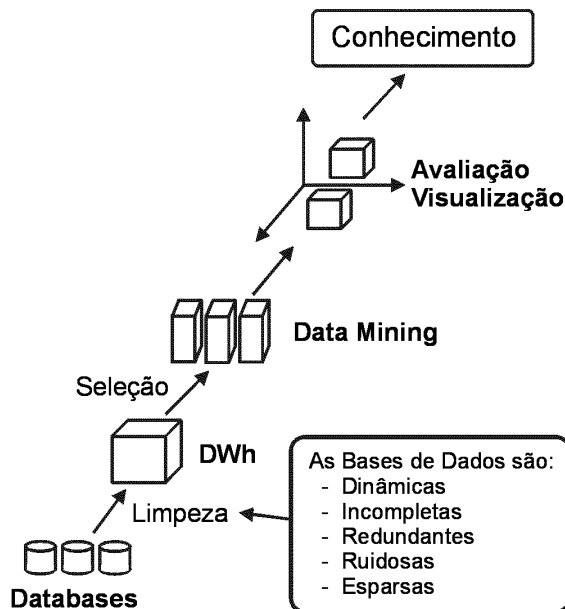 Conhecimento
Avaliação
Visualização
Data Mining
Seleção
DWh
As Bases de Dados são:
- Dinâmicas
- Incompletas
- Redundantes
- Ruidosas
- Esparsas
Limpeza
Databases